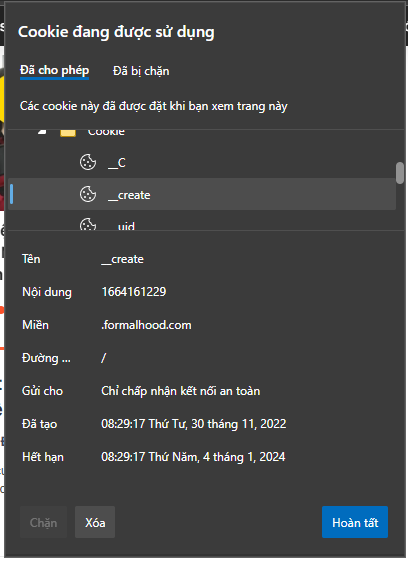 Cookie đang được sử dụng
Đã cho phép Đã bị chặn
Các cookie này đã được đặt khi bạn xem trang này
Cookie
__C
__create
__uid
Tên __create
Nội dung 1664161229
Miền .formalhood.com
Đường ... /
Gửi cho Chỉ chấp nhận kết nối an toàn
Đã tạo 08:29:17 Thứ Tư, 30 tháng 11, 2022
Hết hạn 08:29:17 Thứ Năm, 4 tháng 1, 2024
Chặn Xóa Hoàn tất